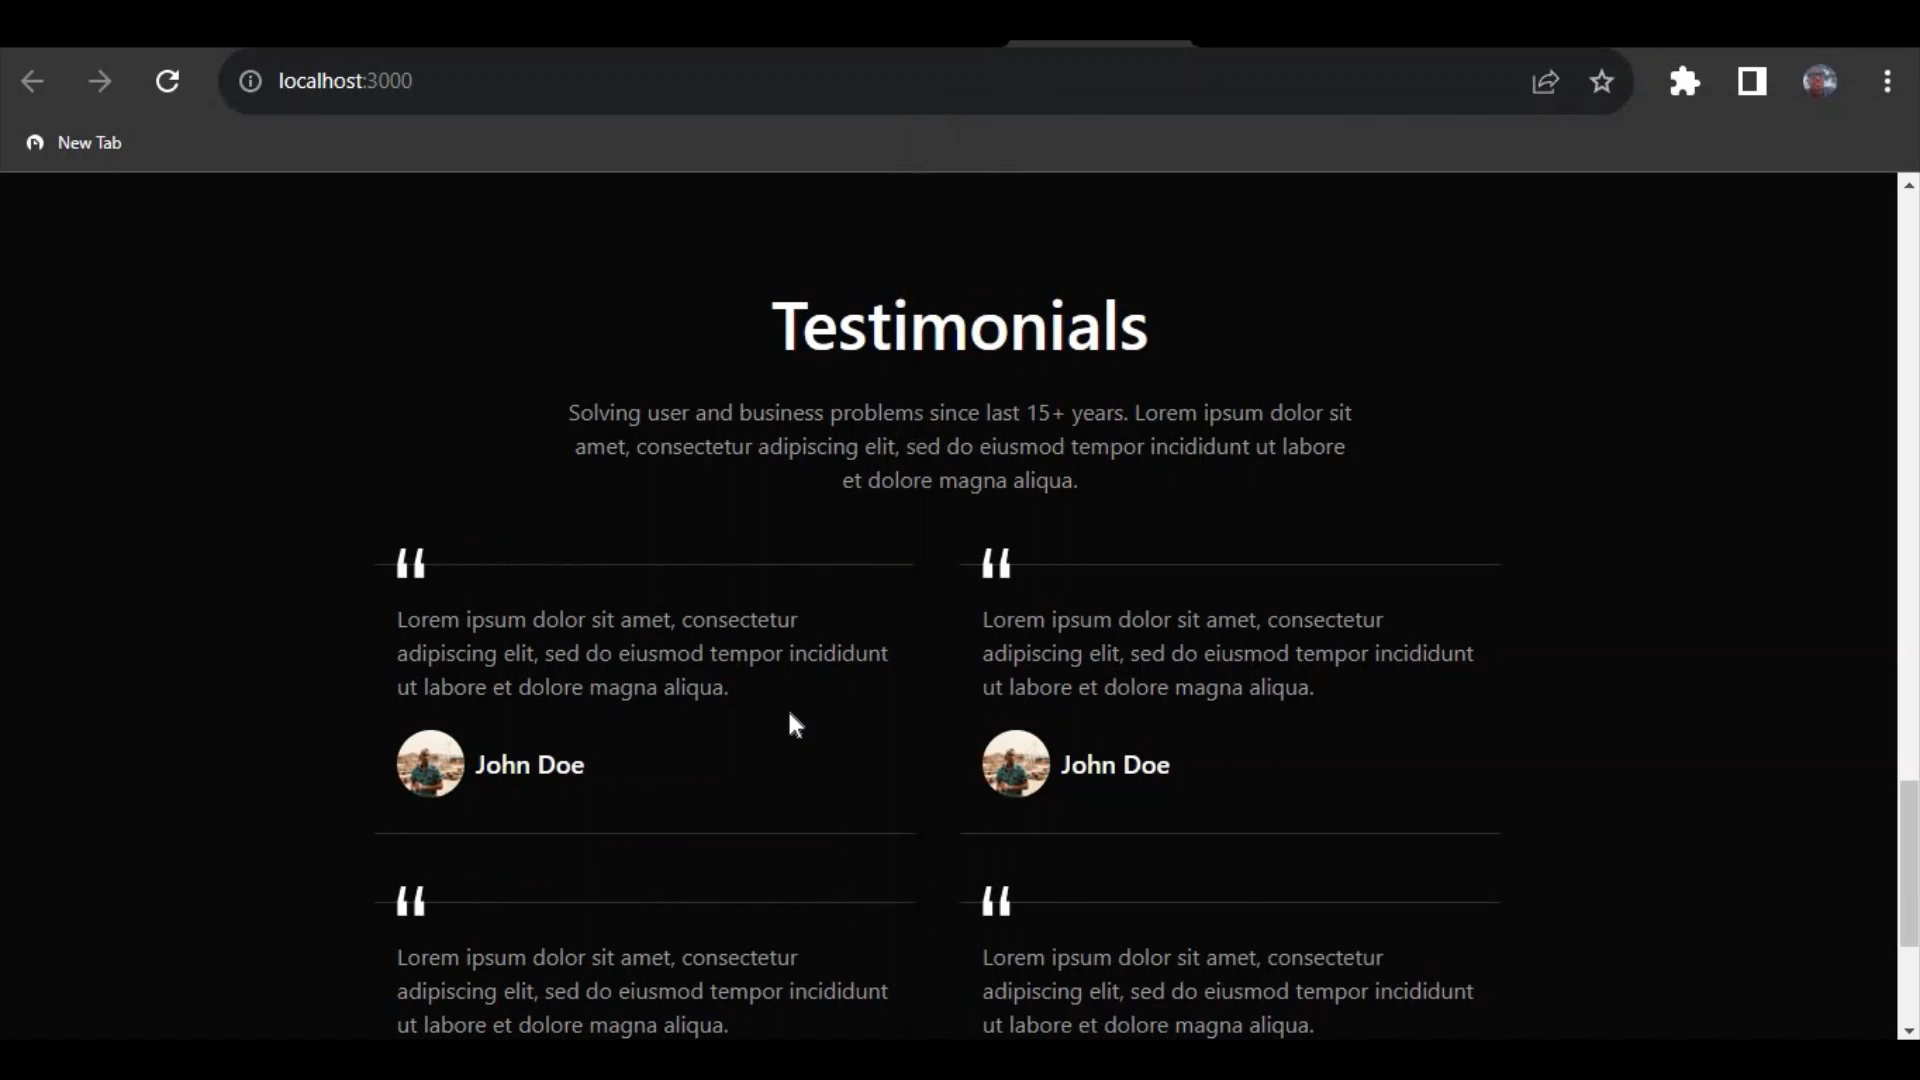 localhost:3000
New Tab
Testimonials
Solving user and business problems since last 15+ years. Lorem ipsum dolor sit
amet, consectetur adipiscing elit, sed do eiusmod tempor incididunt ut labore
et dolore magna aliqua.
"
Lorem ipsum dolor sit amet, consectetur
adipiscing elit, sed do eiusmod tempor incididunt
ut labore et dolore magna aliqua.
John Doe
"
Lorem ipsum dolor sit amet, consectetur
adipiscing elit, sed do eiusmod tempor incididunt
ut labore et dolore magna aliqua.
John Doe
"
Lorem ipsum dolor sit amet, consectetur
adipiscing elit, sed do eiusmod tempor incididunt
ut labore et dolore magna aliqua.
"
Lorem ipsum dolor sit amet, consectetur
adipiscing elit, sed do eiusmod tempor incididunt
ut labore et dolore magna aliqua.